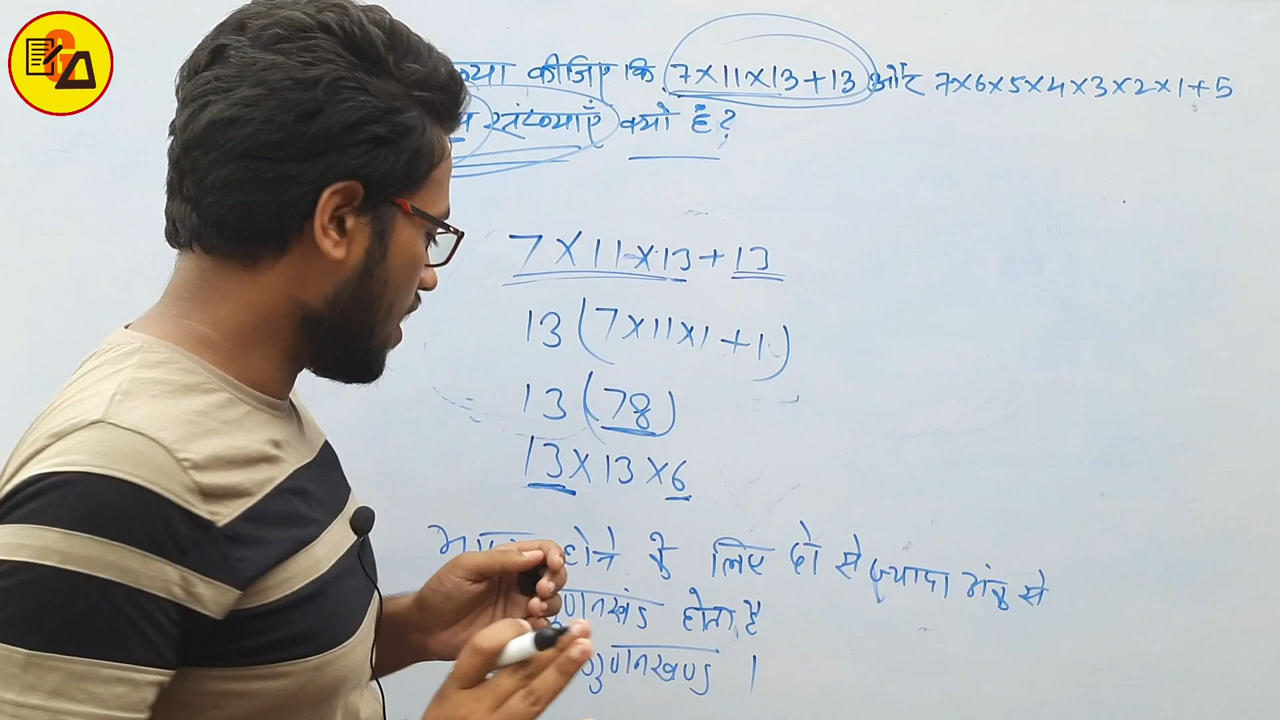 कीजिए कि 7×11×13+13 और 7×6×5×4×3×2×1+5
संख्याएँ क्यों हैं?
7×11×13+13
13(7×11×1+1)
13(78)
13×13×6
होने के लिए दो से ज्यादा अंक से
गुणनखंड होता है
गुणनखण्ड ।